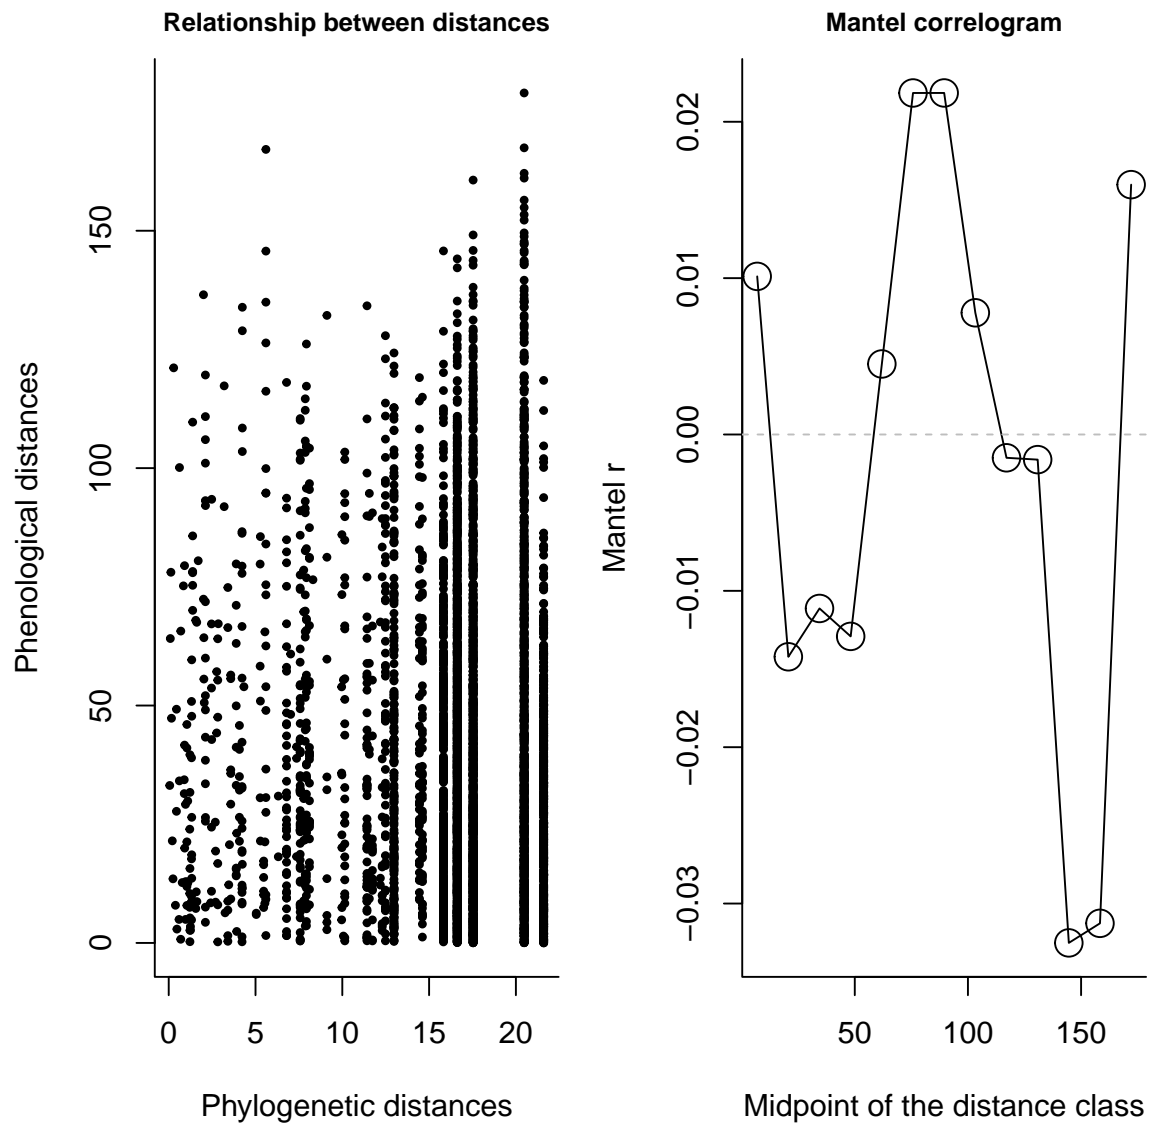 Relationship between distances
Phenological distances
150
100
50
0
0 5 10 15 20
Phylogenetic distances
Mantel correlogram
Mantel r
0.02
0.01
0.00
−0.01
−0.02
−0.03
50 100 150
Midpoint of the distance class